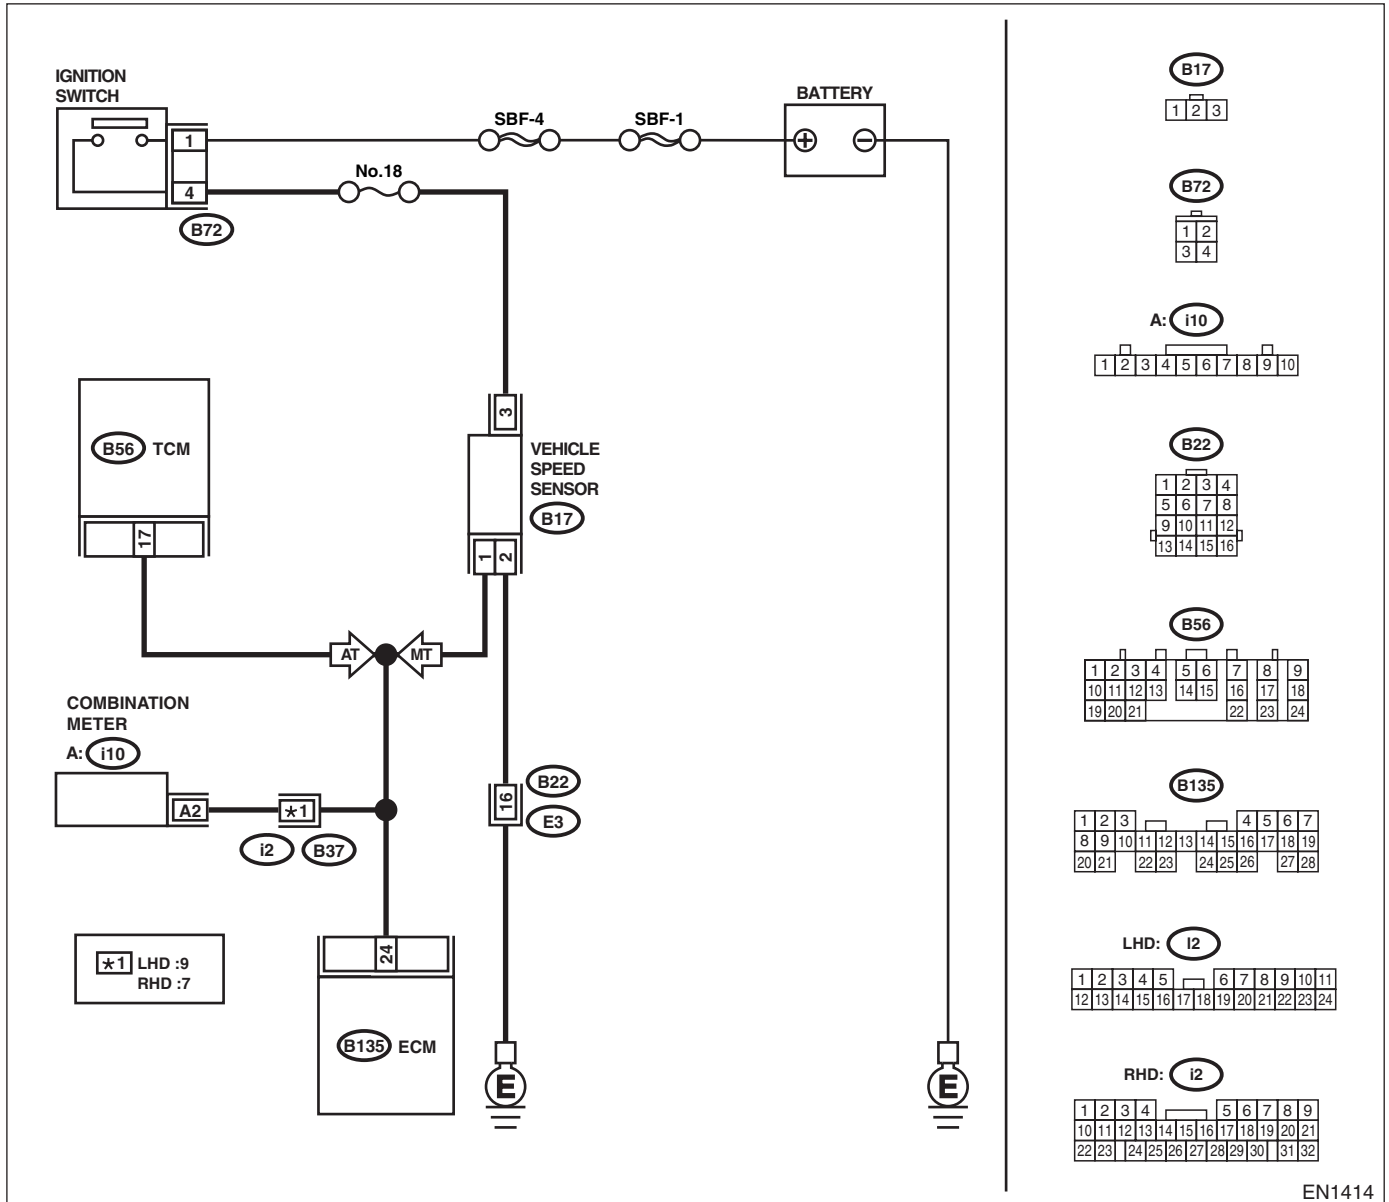 IGNITION
SWITCH
1
4
B72
SBF-4
SBF-1
No.18
BATTERY
+
−
B56 TCM
17
3
VEHICLE
SPEED
SENSOR
B17
1 2
AT
MT
COMBINATION
METER
A: i10
A2
*1
i2
B37
16
B22
E3
*1 LHD :9
RHD :7
24
B135 ECM
E
E
B17
1 2 3
B72
1 2
3 4
A: i10
1 2 3 4 5 6 7 8 9 10
B22
1 2 3 4
5 6 7 8
9 10 11 12
13 14 15 16
B56
1 2 3 4 5 6 7 8 9
10 11 12 13 14 15 16 17 18
19 20 21 22 23 24
B135
1 2 3 4 5 6 7
8 9 10 11 12 13 14 15 16 17 18 19
20 21 22 23 24 25 26 27 28
LHD: I2
1 2 3 4 5 6 7 8 9 10 11
12 13 14 15 16 17 18 19 20 21 22 23 24
RHD: i2
1 2 3 4 5 6 7 8 9
10 11 12 13 14 15 16 17 18 19 20 21
22 23 24 25 26 27 28 29 30 31 32
EN1414